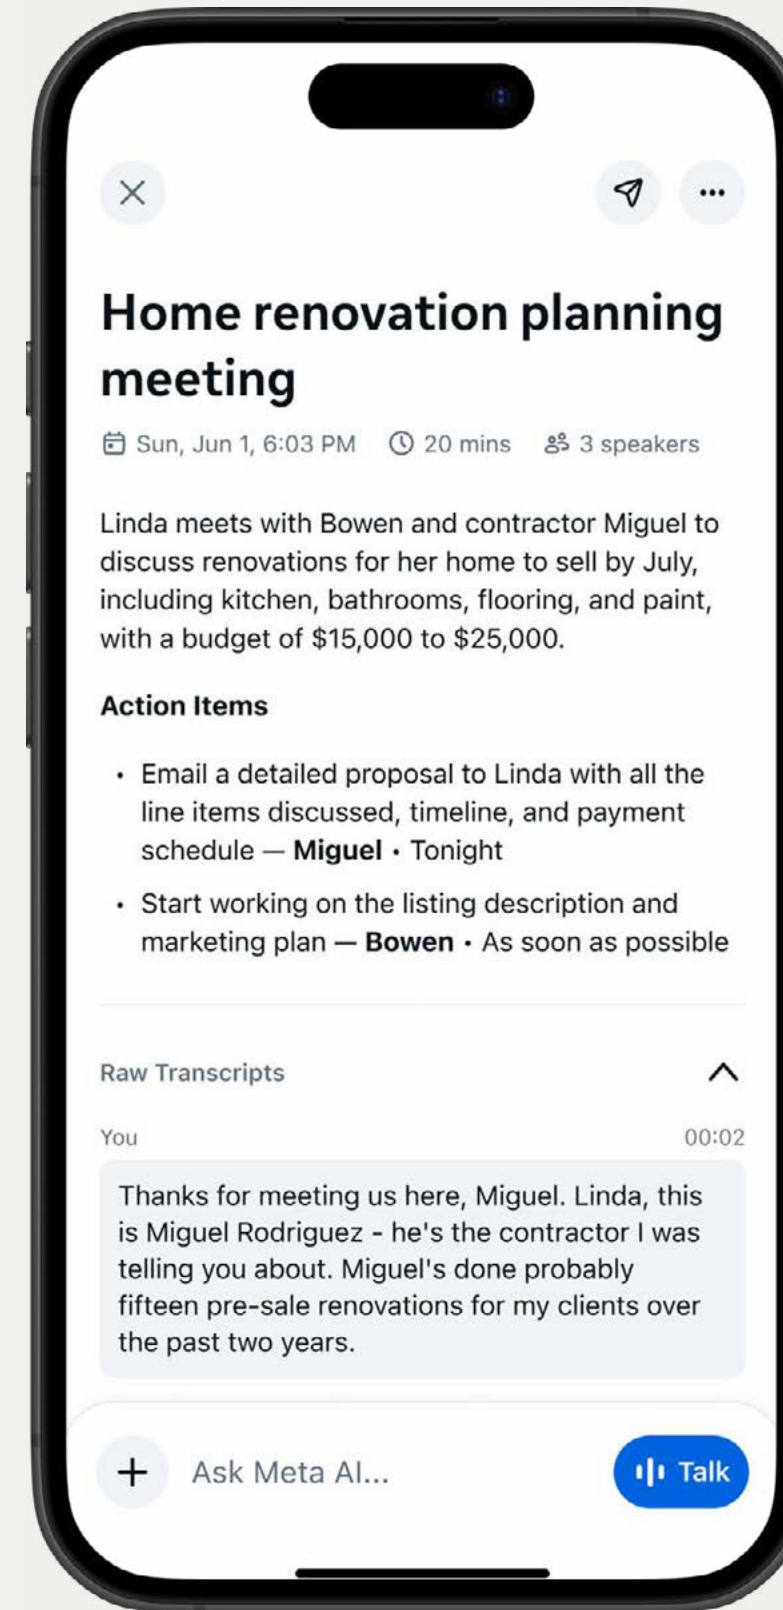 Home renovation planning
meeting
Sun, Jun 1, 6:03 PM 20 mins 3 speakers
Linda meets with Bowen and contractor Miguel to
discuss renovations for her home to sell by July,
including kitchen, bathrooms, flooring, and paint,
with a budget of $15,000 to $25,000.
Action Items
• Email a detailed proposal to Linda with all the
line items discussed, timeline, and payment
schedule — Miguel • Tonight
• Start working on the listing description and
marketing plan — Bowen • As soon as possible
Raw Transcripts
You 00:02
Thanks for meeting us here, Miguel. Linda, this
is Miguel Rodriguez - he's the contractor I was
telling you about. Miguel's done probably
fifteen pre-sale renovations for my clients over
the past two years.
Ask Meta AI... Talk